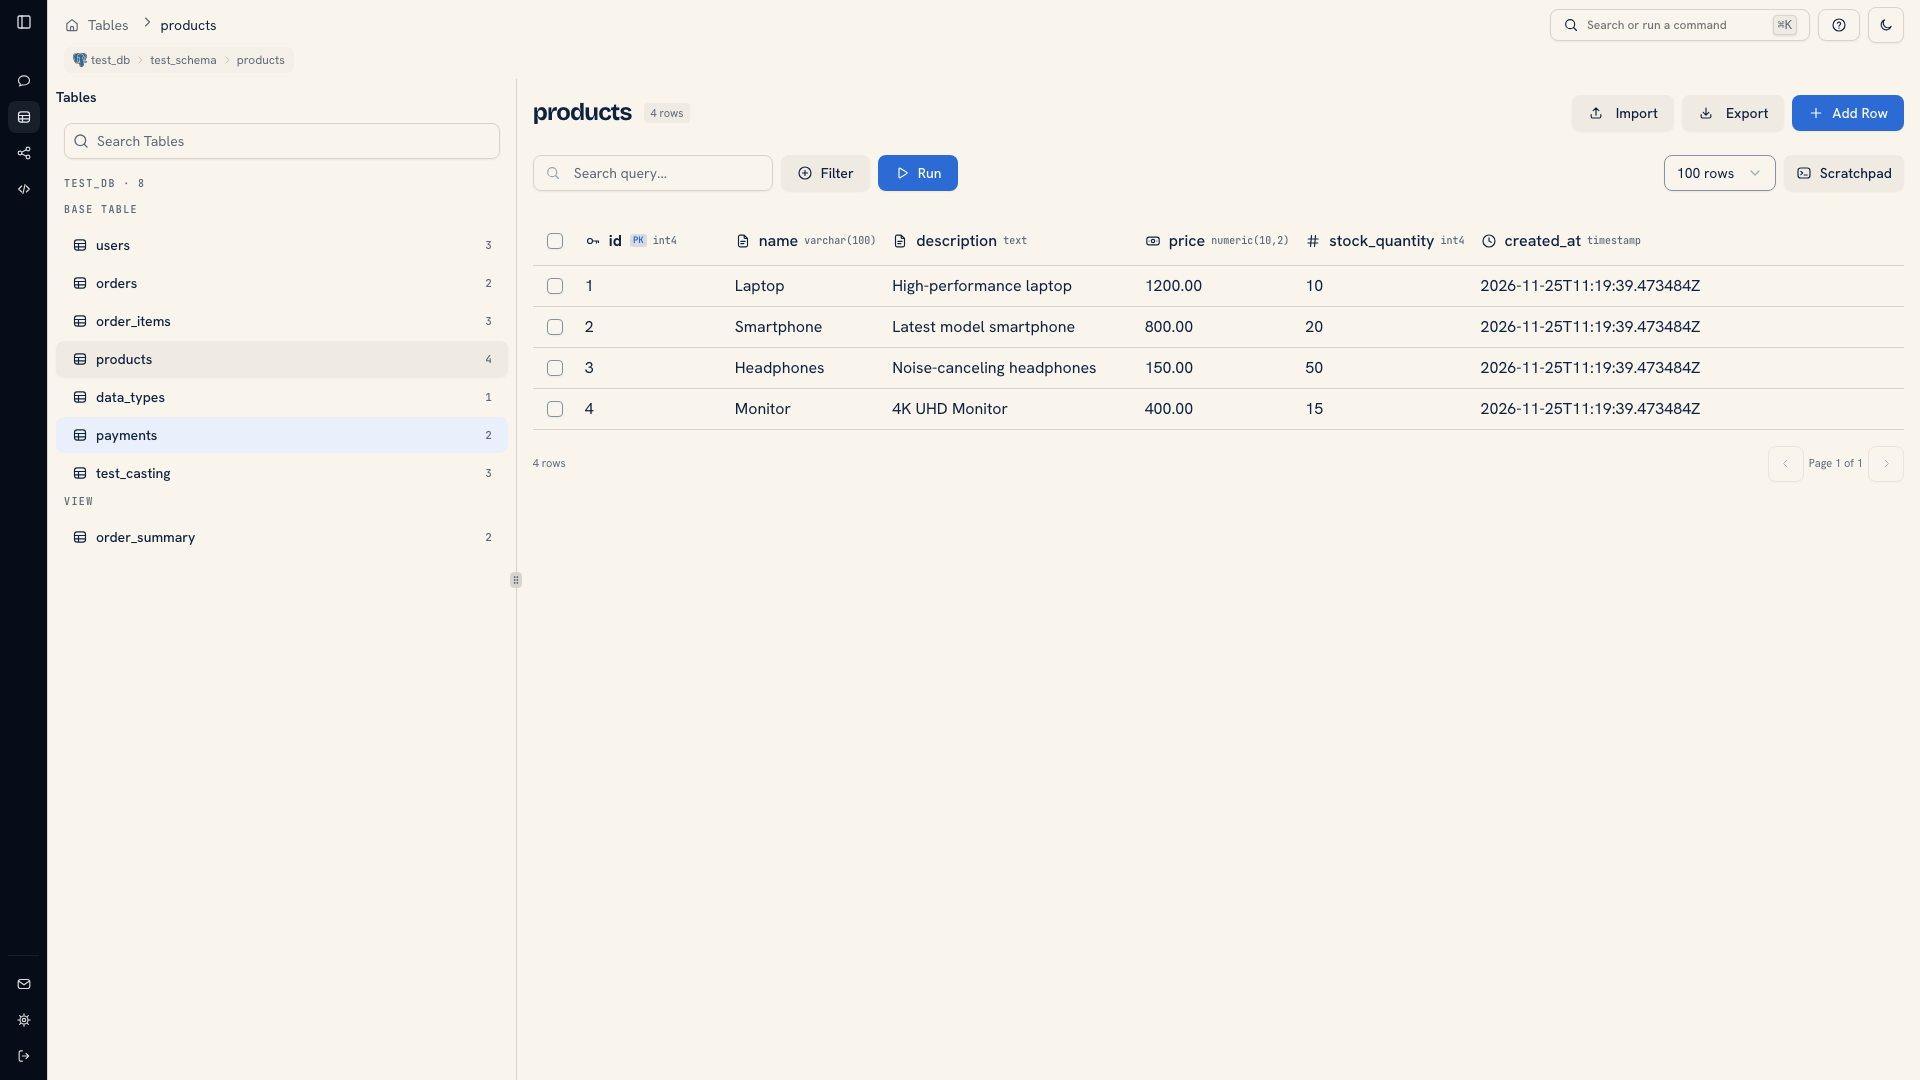 Tables > products
Search or run a command ⌘K
test_db > test_schema > products
Tables
Search Tables
TEST_DB · 8
BASE TABLE
users 3
orders 2
order_items 3
products 4
data_types 1
payments 2
test_casting 3
VIEW
order_summary 2
products 4 rows
Import Export Add Row
Search query... Filter Run
100 rows Scratchpad
id PK int4 name varchar(100) description text price numeric(10,2) stock_quantity int4 created_at timestamp
1 Laptop High-performance laptop 1200.00 10 2026-11-25T11:19:39.473484Z
2 Smartphone Latest model smartphone 800.00 20 2026-11-25T11:19:39.473484Z
3 Headphones Noise-canceling headphones 150.00 50 2026-11-25T11:19:39.473484Z
4 Monitor 4K UHD Monitor 400.00 15 2026-11-25T11:19:39.473484Z
4 rows
Page 1 of 1